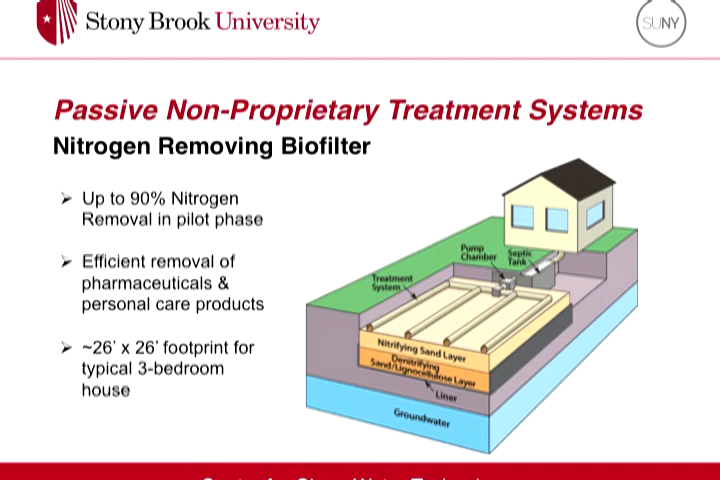 Stony Brook University
SUNY
Passive Non-Proprietary Treatment Systems
Nitrogen Removing Biofilter
➢ Up to 90% Nitrogen
Removal in pilot phase
➢ Efficient removal of
pharmaceuticals &
personal care products
➢ ~26' x 26' footprint for
typical 3-bedroom
house
Pump
Chamber
Septic
Tank
Treatment
System
Nitrifying Sand Layer
Denitrifying
Sand/Lignocellulose Layer
Liner
Groundwater